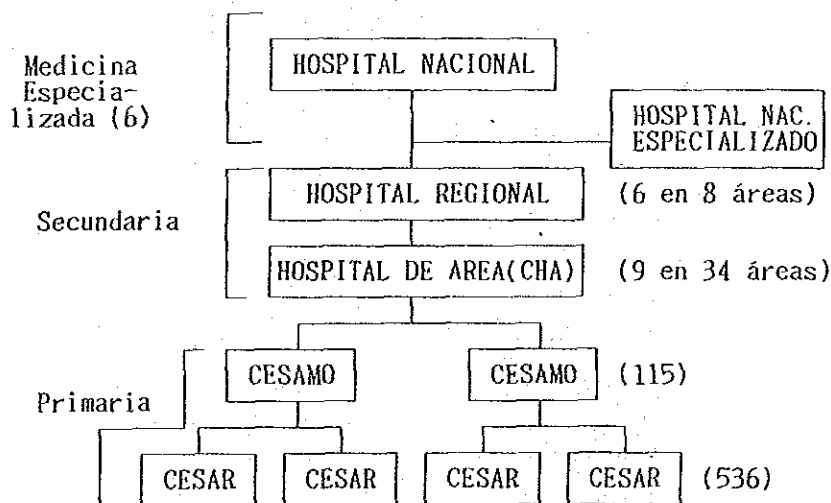 Medicina
Especia-
lizada (6)
HOSPITAL NACIONAL
HOSPITAL NAC.
ESPECIALIZADO
Secundaria
HOSPITAL REGIONAL (6 en 8 áreas)
HOSPITAL DE AREA(CHA) (9 en 34 áreas)
Primaria
CESAMO CESAMO (115)
CESAR CESAR CESAR CESAR (536)